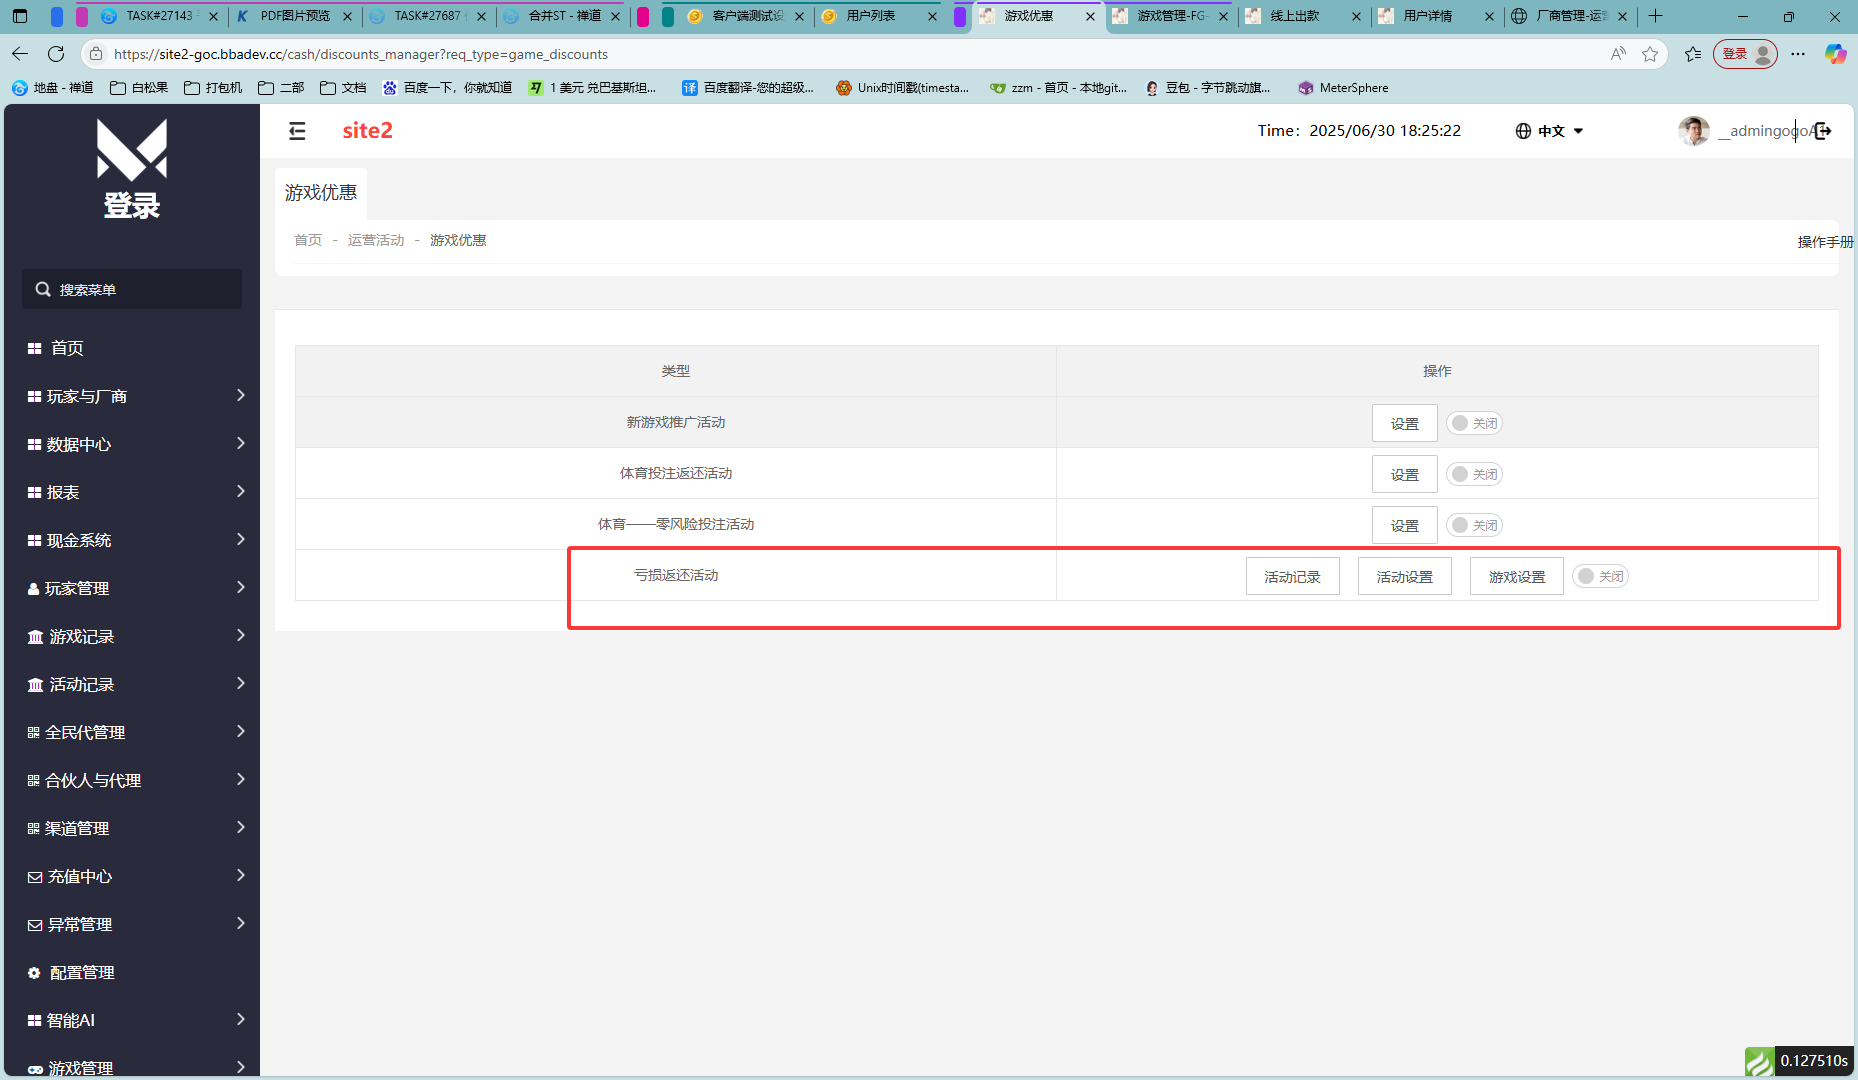 TASK#27143
PDF图片预览
TASK#27687
合并ST - 禅道
客户端测试设
用户列表
游戏优惠
游戏管理-FG-
线上出款
用户详情
厂商管理-运营
https://site2-goc.bbadev.cc/cash/discounts_manager?req_type=game_discounts
登录
地盘 - 禅道
白松果
打包机
二部
文档
百度一下，你就知道
1 美元 兑巴基斯坦...
百度翻译-您的超级...
Unix时间戳(timesta...
zzm - 首页 - 本地git...
豆包 - 字节跳动旗...
MeterSphere
登录
site2
Time：2025/06/30 18:25:22
中文
__admingogoA
游戏优惠
首页 - 运营活动 - 游戏优惠
操作手册
搜索菜单
首页
玩家与厂商
数据中心
报表
现金系统
玩家管理
游戏记录
活动记录
全民代管理
合伙人与代理
渠道管理
充值中心
异常管理
配置管理
智能AI
游戏管理
类型
操作
新游戏推广活动
设置
关闭
体育投注返还活动
设置
关闭
体育——零风险投注活动
设置
关闭
亏损返还活动
活动记录
活动设置
游戏设置
关闭
0.127510s